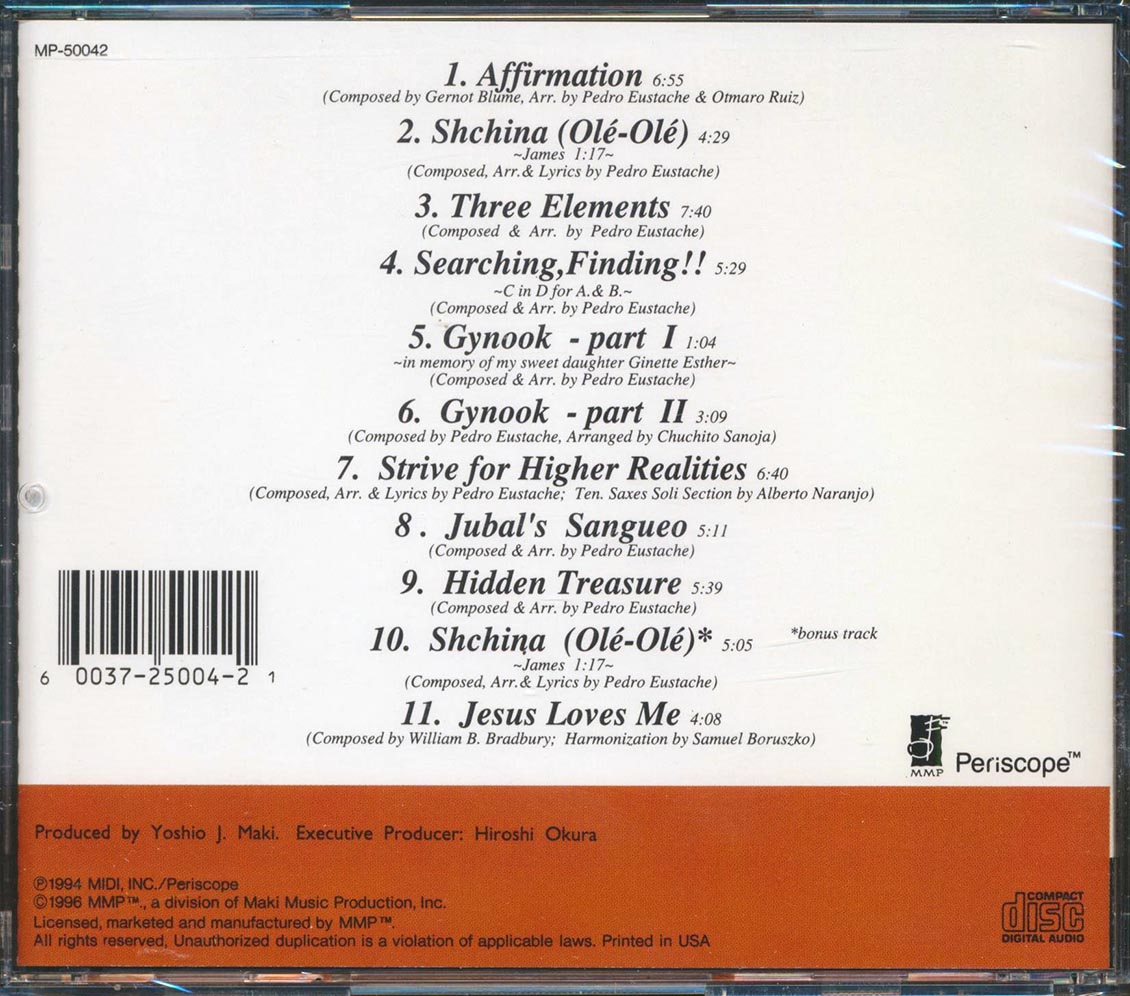 MP-50042
1. Affirmation 6:55
(Composed by Gernot Blume, Arr. by Pedro Eustache & Otmaro Ruiz)
2. Shchina (Olé-Olé) 4:29
~James 1:17~
(Composed, Arr.& Lyrics by Pedro Eustache)
3. Three Elements 7:40
(Composed & Arr. by Pedro Eustache)
4. Searching,Finding!! 5:29
~C in D for A.& B.~
(Composed & Arr. by Pedro Eustache)
5. Gynook - part I 1:04
~in memory of my sweet daughter Ginette Esther~
(Composed & Arr. by Pedro Eustache)
6. Gynook - part II 3:09
(Composed by Pedro Eustache, Arranged by Chuchito Sanoja)
7. Strive for Higher Realities 6:40
(Composed, Arr. & Lyrics by Pedro Eustache; Ten. Saxes Soli Section by Alberto Naranjo)
8. Jubal's Sangueo 5:11
(Composed & Arr. by Pedro Eustache)
9. Hidden Treasure 5:39
(Composed & Arr. by Pedro Eustache)
10. Shchina (Olé-Olé)* 5:05 *bonus track
~James 1:17~
(Composed, Arr.& Lyrics by Pedro Eustache)
6 0037-25004-2 1
11. Jesus Loves Me 4:08
(Composed by William B. Bradbury; Harmonization by Samuel Boruszko)
MMP Periscope™
Produced by Yoshio J. Maki. Executive Producer: Hiroshi Okura
℗1994 MIDI, INC./Periscope
©1996 MMP™., a division of Maki Music Production, Inc.
Licensed, marketed and manufactured by MMP™.
All rights reserved, Unauthorized duplication is a violation of applicable laws. Printed in USA
COMPACT
disc
DIGITAL AUDIO